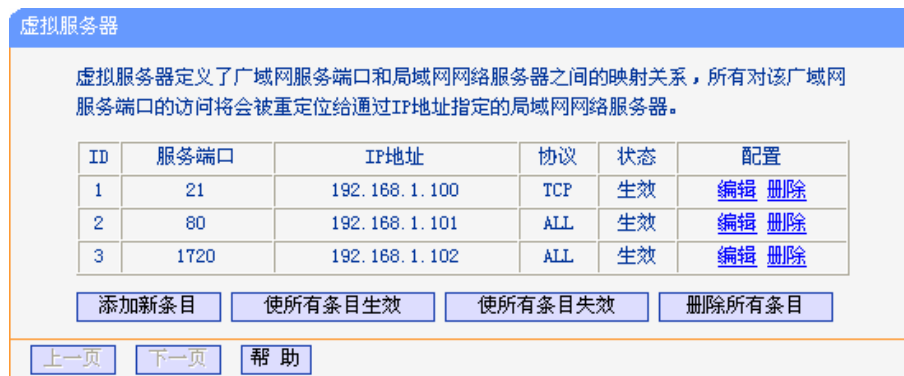 虚拟服务器
虚拟服务器定义了广域网服务端口和局域网网络服务器之间的映射关系，所有对该广域网
服务端口的访问将会被重定位给通过IP地址指定的局域网网络服务器。
ID 服务端口 IP地址 协议 状态 配置
1 21 192.168.1.100 TCP 生效 编辑 删除
2 80 192.168.1.101 ALL 生效 编辑 删除
3 1720 192.168.1.102 ALL 生效 编辑 删除
添加新条目 使所有条目生效 使所有条目失效 删除所有条目
上一页 下一页 帮 助